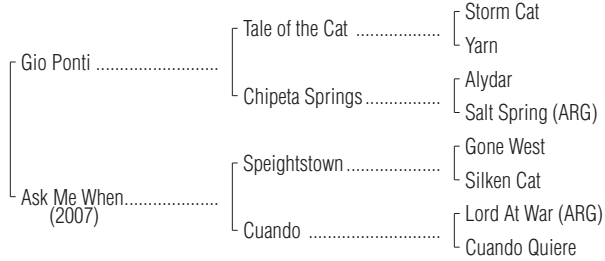 Storm Cat
Tale of the Cat ..................
Yarn
Gio Ponti ..........................
Alydar
Chipeta Springs ................
Salt Spring (ARG)
Gone West
Speightstown ....................
Silken Cat
Ask Me When ....................
(2007)
Lord At War (ARG)
Cuando ............................
Cuando Quiere